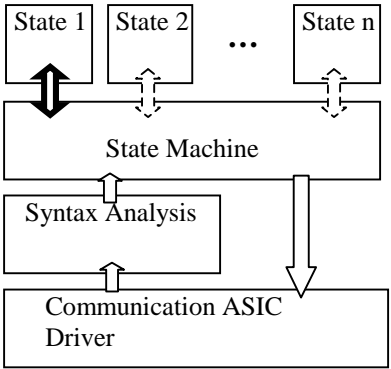 State 1 State 2 ... State n
State Machine
Syntax Analysis
Communication ASIC
Driver